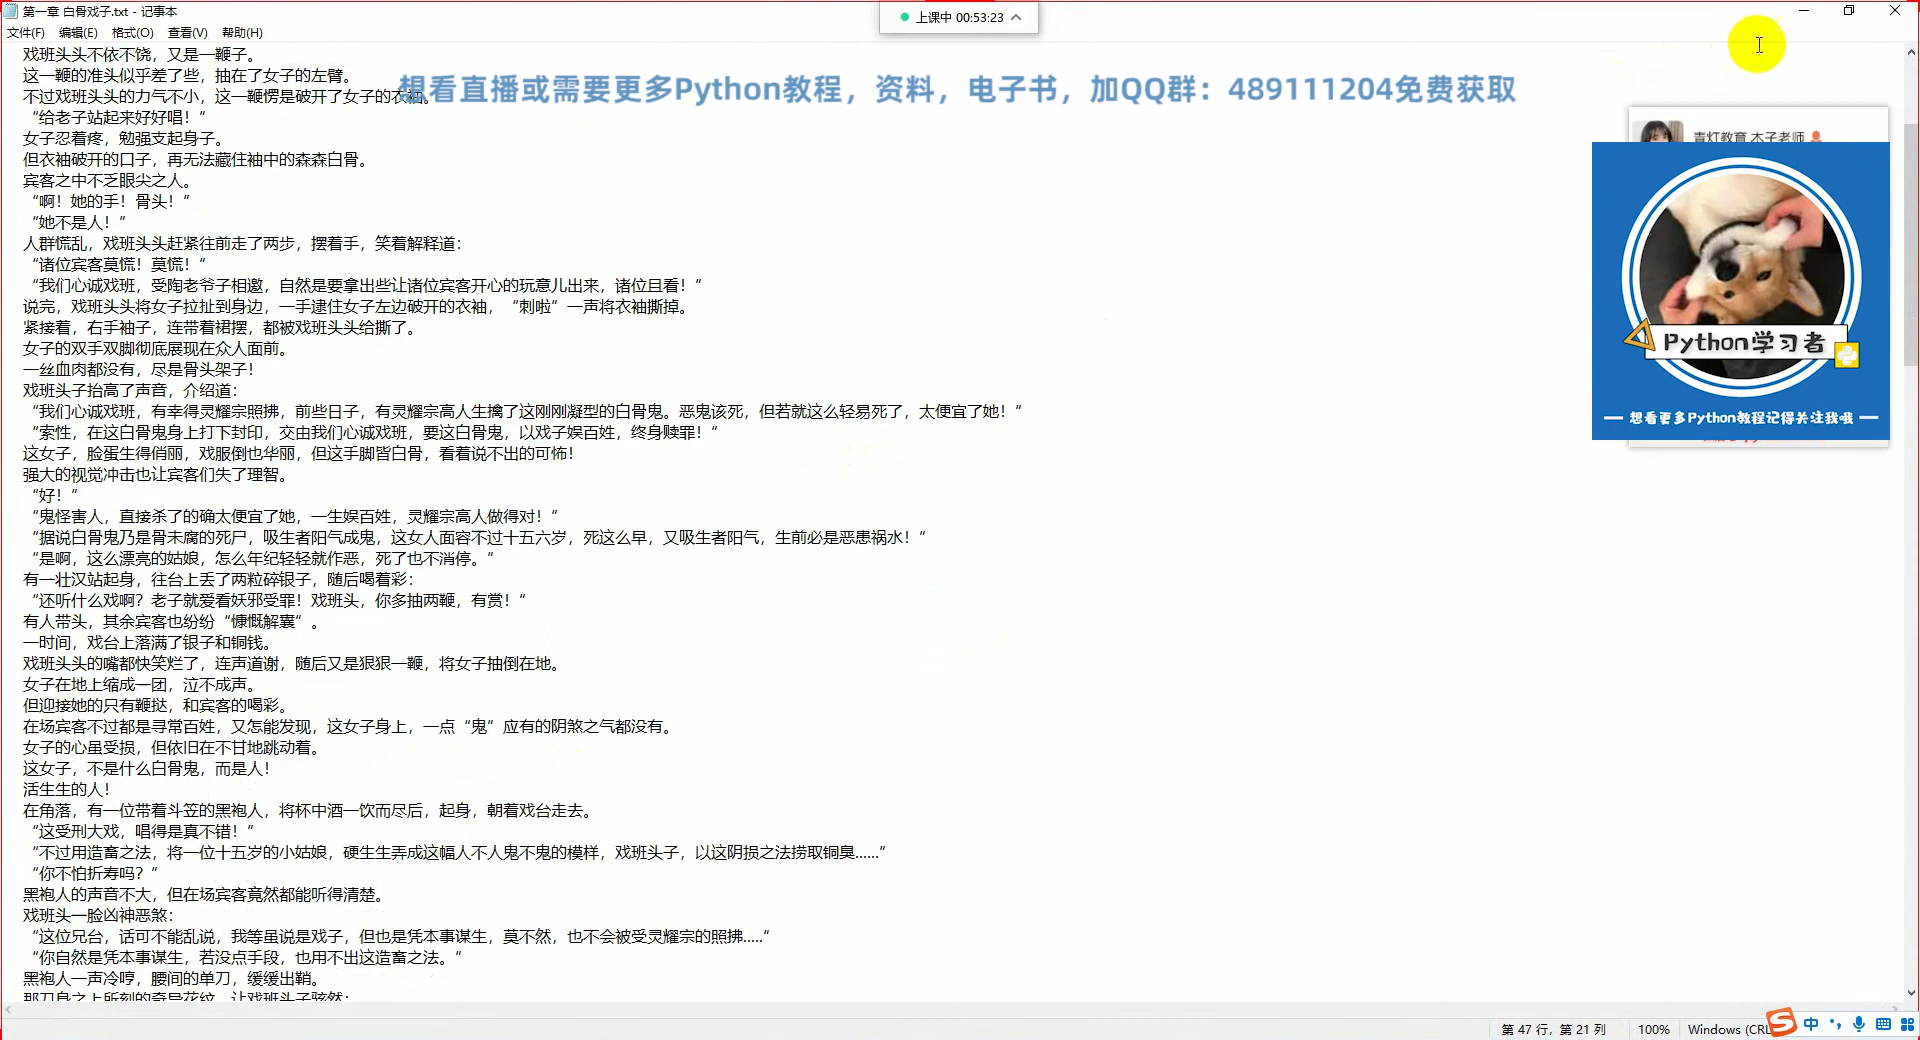 第一章 白骨戏子.txt - 记事本
上课中 00:53:23
文件(F) 编辑(E) 格式(O) 查看(V) 帮助(H)
戏班头头不依不饶，又是一鞭子。
这一鞭的准头似乎差了些，抽在了女子的左臂。
不过戏班头头的力气不小，这一鞭愣是破开了女子的衣袖。
想看直播或需要更多Python教程，资料，电子书，加QQ群：489111204免费获取
“给老子站起来好好唱！”
女子忍着疼，勉强支起身子。
但衣袖破开的口子，再无法藏住袖中的森森白骨。
宾客之中不乏眼尖之人。
“啊！她的手！骨头！”
“她不是人！”
人群慌乱，戏班头头赶紧往前走了两步，摆着手，笑着解释道：
“诸位宾客莫慌！莫慌！”
“我们心诚戏班，受陶老爷子相邀，自然是要拿出些让诸位宾客开心的玩意儿出来，诸位且看！”
说完，戏班头头将女子拉扯到身边，一手逮住女子左边破开的衣袖，“刺啦”一声将衣袖撕掉。
紧接着，右手袖子，连带着裙摆，都被戏班头头给撕了。
女子的双手双脚彻底展现在众人面前。
一丝血肉都没有，尽是骨头架子！
戏班头子抬高了声音，介绍道：
“我们心诚戏班，有幸得灵耀宗照拂，前些日子，有灵耀宗高人生擒了这刚刚凝型的白骨鬼。恶鬼该死，但若就这么轻易死了，太便宜了她！”
“索性，在这白骨鬼身上打下封印，交由我们心诚戏班，要这白骨鬼，以戏子娱百姓，终身赎罪！”
这女子，脸蛋生得俏丽，戏服倒也华丽，但这手脚皆白骨，看着说不出的可怖！
强大的视觉冲击也让宾客们失了理智。
“好！”
“鬼怪害人，直接杀了的确太便宜了她，一生娱百姓，灵耀宗高人做得对！”
“据说白骨鬼乃是骨未腐的死尸，吸生者阳气成鬼，这女人面容不过十五六岁，死这么早，又吸生者阳气，生前必是恶患祸水！”
“是啊，这么漂亮的姑娘，怎么年纪轻轻就作恶，死了也不消停。”
有一壮汉站起身，往台上丢了两粒碎银子，随后喝着彩：
“还听什么戏啊？老子就爱看妖邪受罪！戏班头，你多抽两鞭，有赏！”
有人带头，其余宾客也纷纷“慷慨解囊”。
一时间，戏台上落满了银子和铜钱。
戏班头头的嘴都快笑烂了，连声道谢，随后又是狠狠一鞭，将女子抽倒在地。
女子在地上缩成一团，泣不成声。
但迎接她的只有鞭挞，和宾客的喝彩。
在场宾客不过都是寻常百姓，又怎能发现，这女子身上，一点“鬼”应有的阴煞之气都没有。
女子的心虽受损，但依旧在不甘地跳动着。
这女子，不是什么白骨鬼，而是人！
活生生的人！
在角落，有一位带着斗笠的黑袍人，将杯中酒一饮而尽后，起身，朝着戏台走去。
“这受刑大戏，唱得是真不错！”
“不过用造畜之法，将一位十五岁的小姑娘，硬生生弄成这幅人不人鬼不鬼的模样，戏班头子，以这阴损之法捞取铜臭......”
“你不怕折寿吗？”
黑袍人的声音不大，但在场宾客竟然都能听得清楚。
戏班头一脸凶神恶煞：
“这位兄台，话可不能乱说，我等虽说是戏子，但也是凭本事谋生，莫不然，也不会被受灵耀宗的照拂.....”
“你自然是凭本事谋生，若没点手段，也用不出这造畜之法。”
黑袍人一声冷哼，腰间的单刀，缓缓出鞘。
那刀身之上所刻的奇异花纹，让戏班头子骇然：
青灯教育 木子老师
Python学习者
想看更多Python教程记得关注我哦
第 47 行，第 21 列 100% Windows (CRL
中